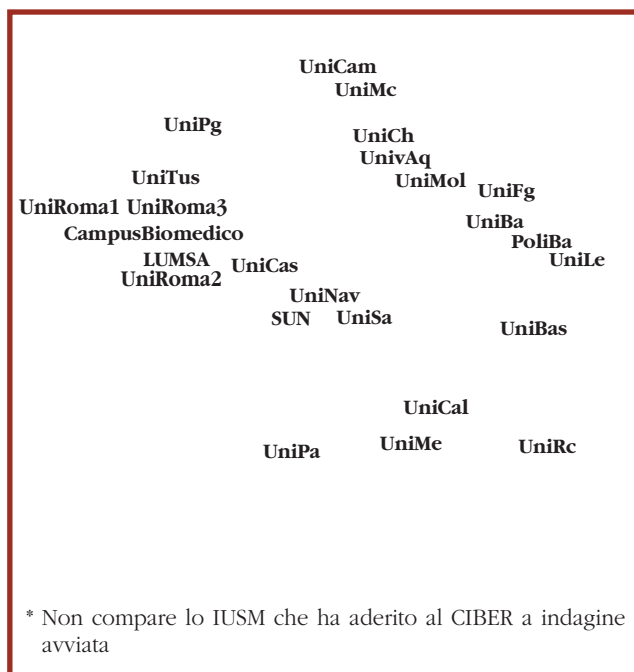 UniCam
UniMc
UniPg
UniCh
UnivAq
UniTus
UniMol
UniFg
UniRoma1 UniRoma3
UniBa
CampusBiomedico
PoliBa
LUMSA
UniCas
UniLe
UniRoma2
UniNav
SUN
UniSa
UniBas
UniCal
UniPa
UniMe
UniRc
* Non compare lo IUSM che ha aderito al CIBER a indagine
avviata